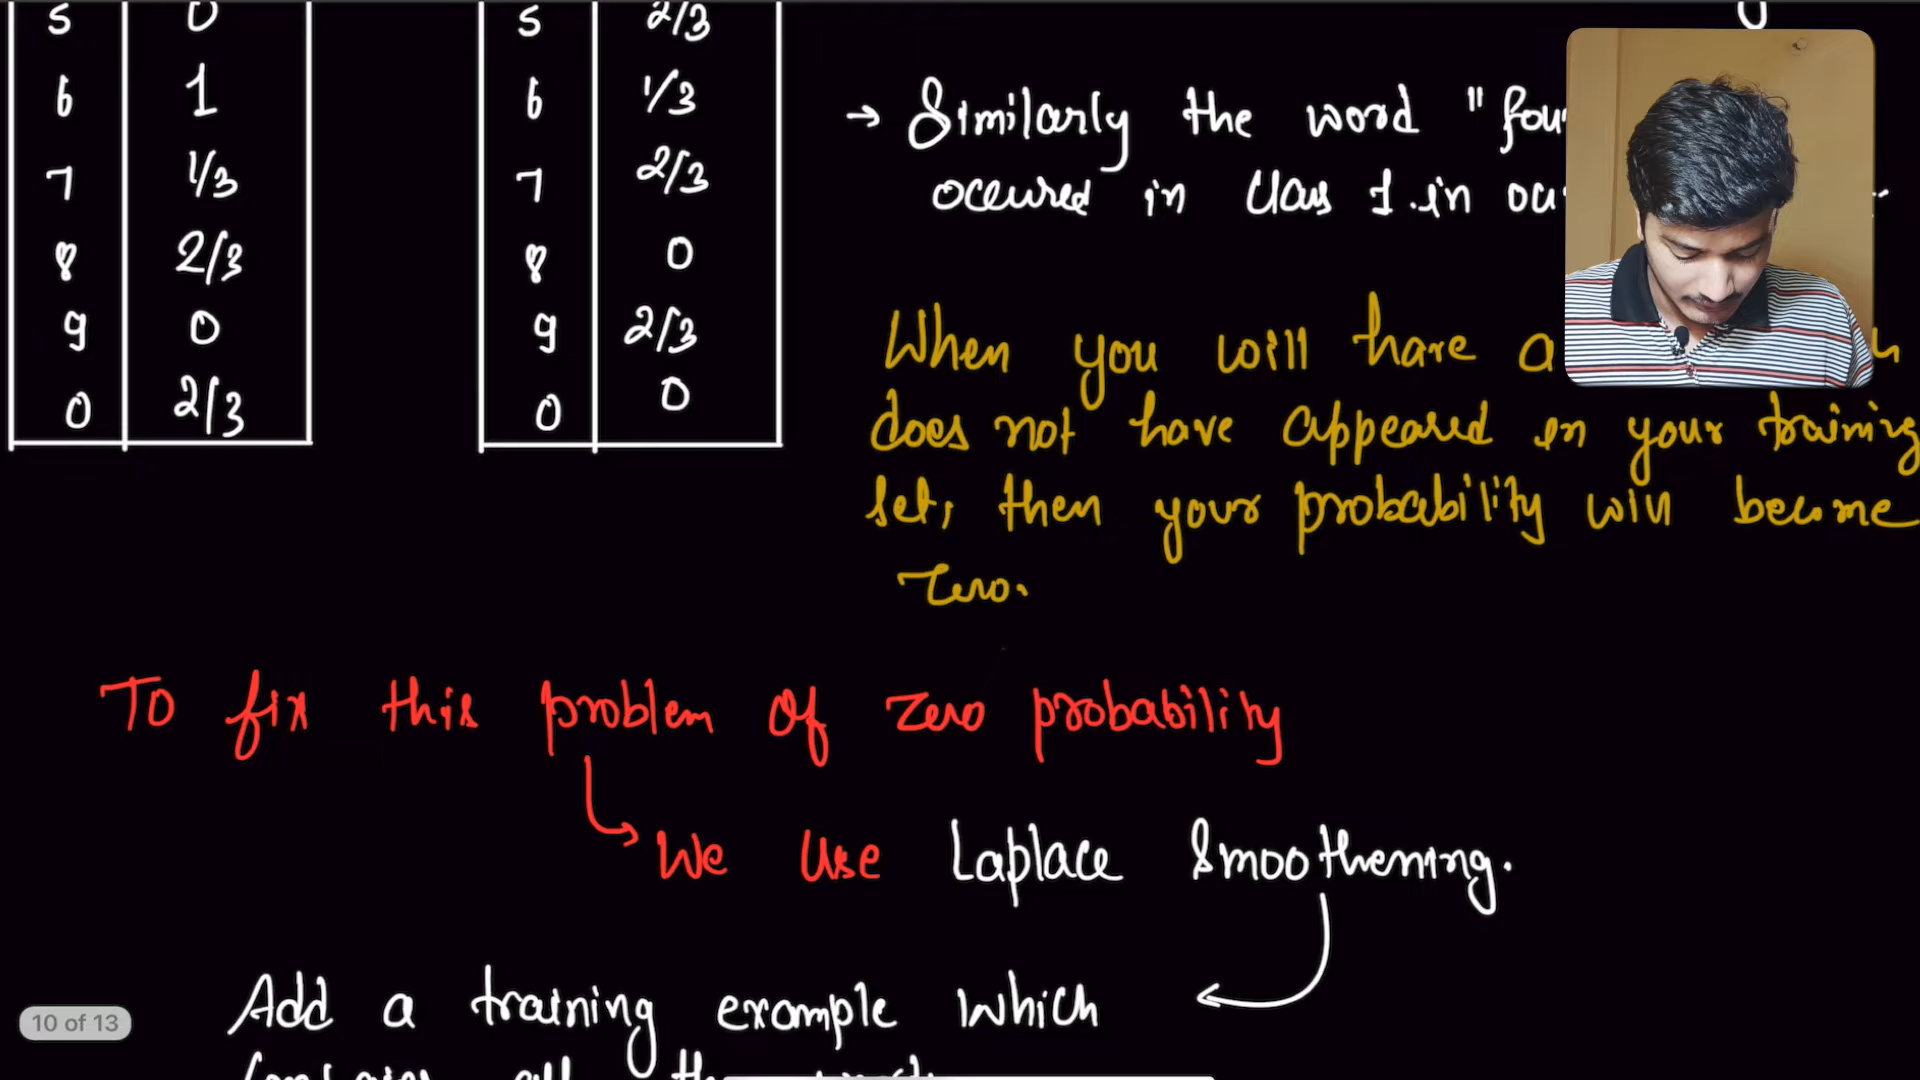 5 0
6 1
7 1/3
8 2/3
9 0
0 2/3
5 2/3
6 1/3
7 2/3
8 0
9 2/3
0 0
→ Similarly the word "
occured in class 1. in
When you will have a
does not have appeared in your training
set, then your probability will become
zero.
To fix this problem of zero probability
We Use Laplace Smoothening.
Add a training example which
all the
10 of 13